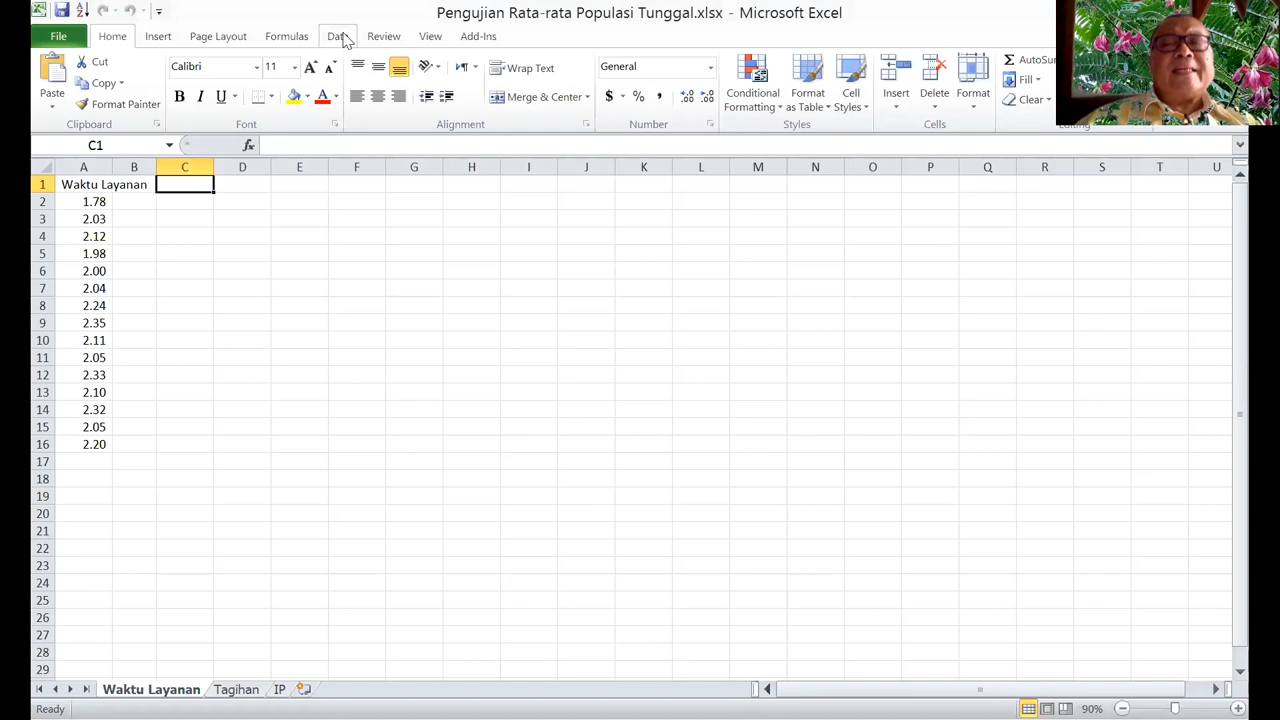 Pengujian Rata-rata Populasi Tunggal.xlsx - Microsoft Excel
File Home Insert Page Layout Formulas Data Review View Add-Ins
Paste
Cut
Copy
Format Painter
Clipboard
Calibri 11
B I U
Font
Wrap Text
Merge & Center
Alignment
General
$ % ,
Number
Conditional Formatting
Format as Table
Cell Styles
Styles
Insert
Delete
Format
Cells
AutoSum
Fill
Clear
Editing
C1 fx
A B C D E F G H I J K L M N O P Q R S T U
1 Waktu Layanan
2 1.78
3 2.03
4 2.12
5 1.98
6 2.00
7 2.04
8 2.24
9 2.35
10 2.11
11 2.05
12 2.33
13 2.10
14 2.32
15 2.05
16 2.20
17
18
19
20
21
22
23
24
25
26
27
28
29
Waktu Layanan Tagihan IP
Ready 90%